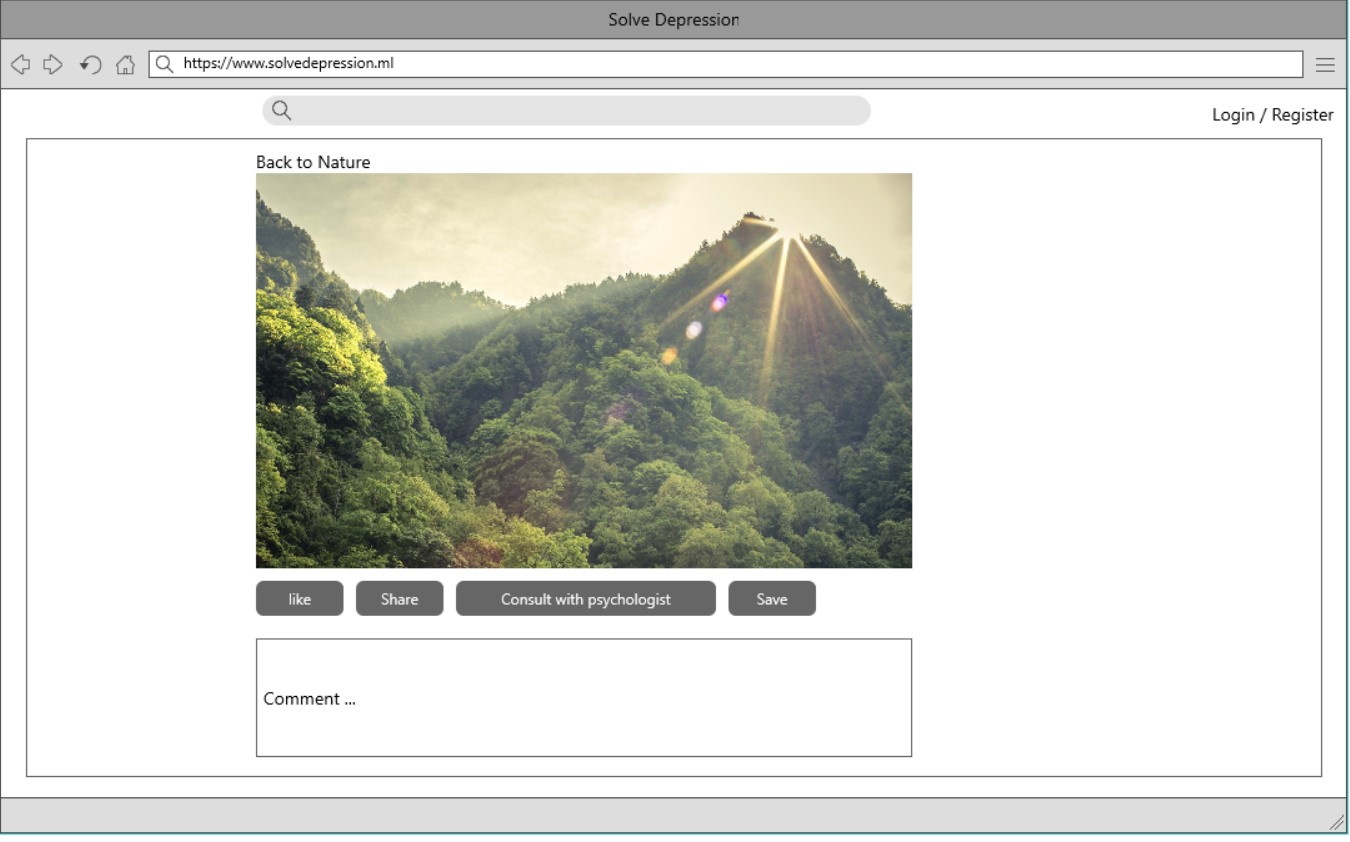 Solve Depression
https://www.solvedepression.ml
Login / Register
Back to Nature
like
Share
Consult with psychologist
Save
Comment ...